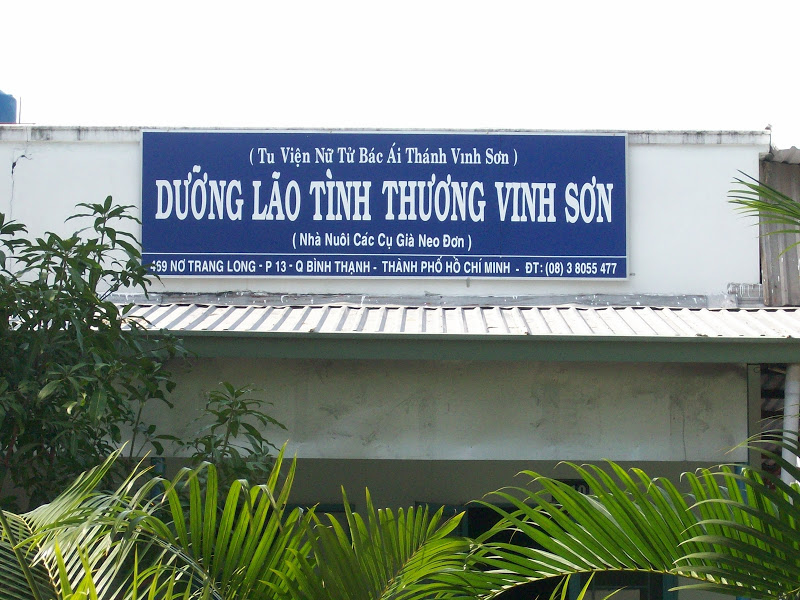 ( Tu Viện Nữ Tử Bác Ái Thánh Vinh Sơn )
DƯỠNG LÃO TÌNH THƯƠNG VINH SƠN
( Nhà Nuôi Các Cụ Già Neo Đơn )
NƠ TRANG LONG - P 13 - Q BÌNH THẠNH - THÀNH PHỐ HỒ CHÍ MINH - ĐT: (08) 3 8055 477